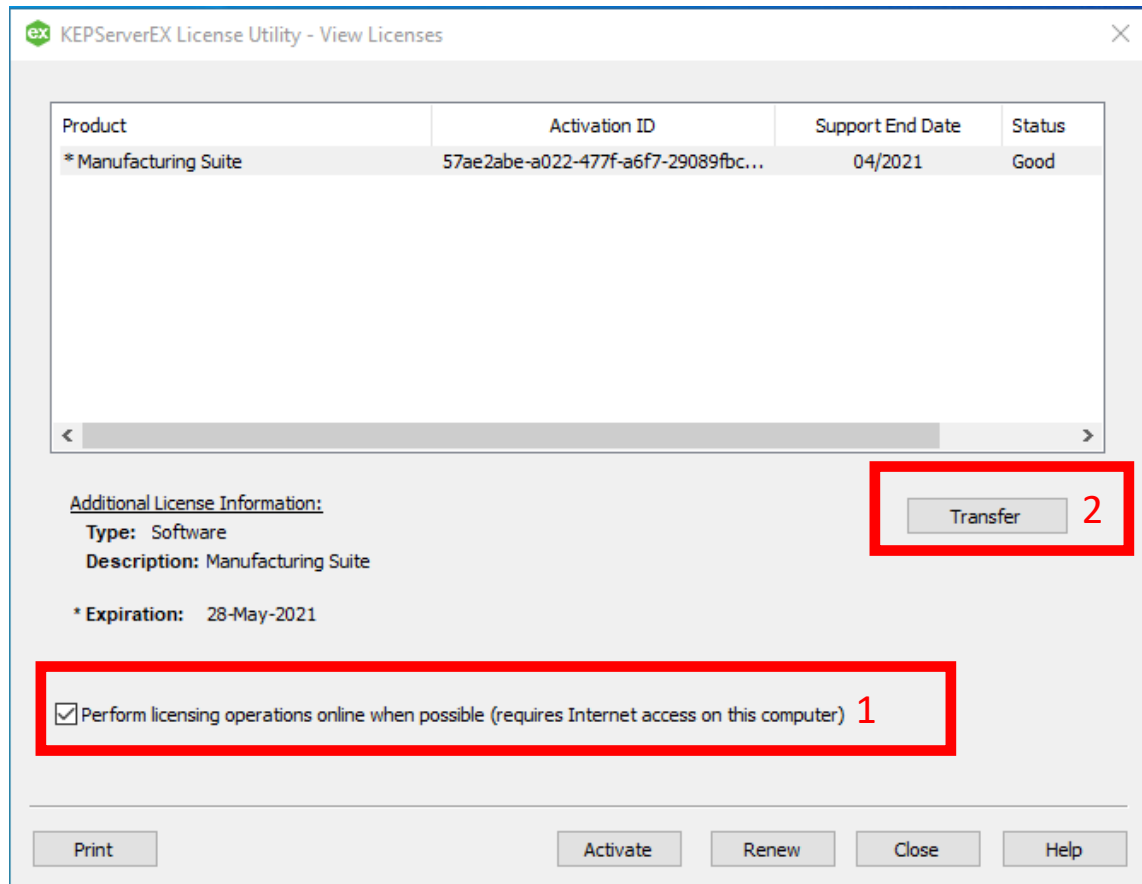 ex KEPServerEX License Utility - View Licenses
Product Activation ID Support End Date Status
* Manufacturing Suite 57ae2abe-a022-477f-a6f7-29089fbc... 04/2021 Good
Additional License Information:
Transfer 2
Type: Software
Description: Manufacturing Suite
* Expiration: 28-May-2021
Perform licensing operations online when possible (requires Internet access on this computer) 1
Print Activate Renew Close Help